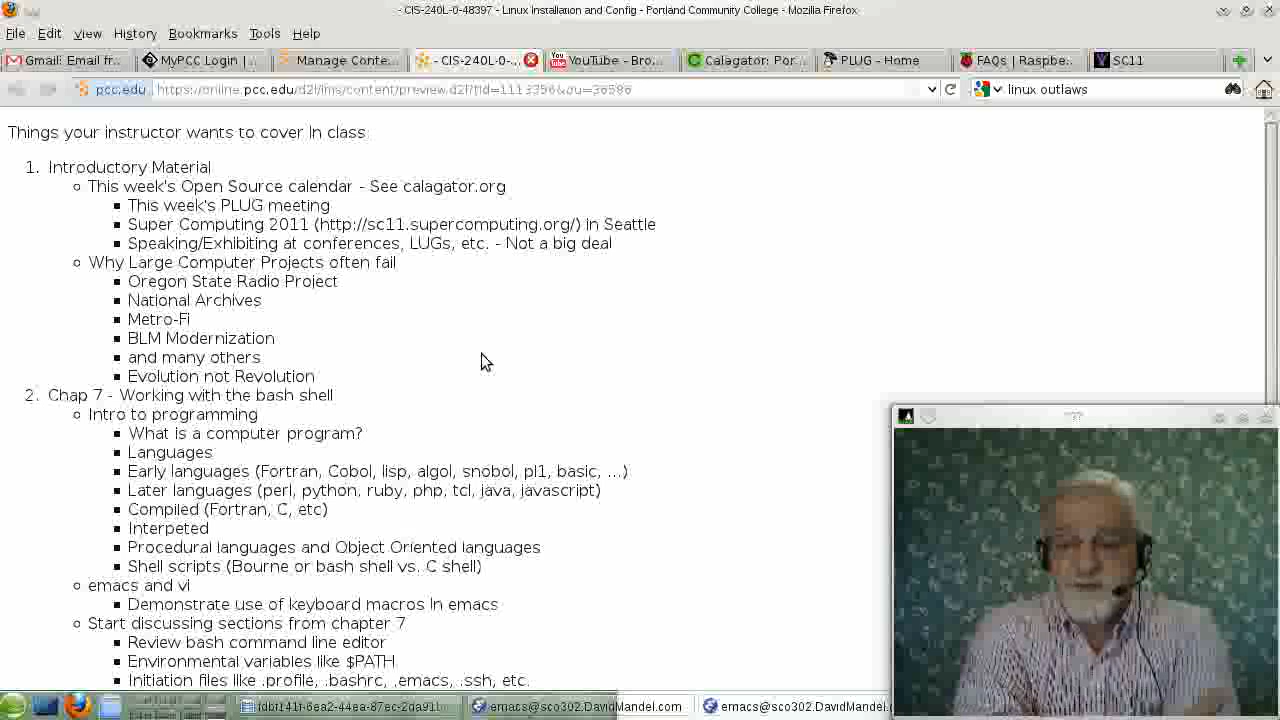 - CIS-240L-0-48397 - Linux Installation and Config - Portland Community College - Mozilla Firefox
File Edit View History Bookmarks Tools Help
Gmail: Email fr... MyPCC Login |... Manage Conte... - CIS-240L-0-... YouTube - Bro... Calagator: Por... PLUG - Home FAQs | Raspbe... SC11
pcc.edu linux outlaws
Things your instructor wants to cover in class
1. Introductory Material
This week's Open Source calendar - See calagator.org
This week's PLUG meeting
Super Computing 2011 (http://sc11.supercomputing.org/) in Seattle
Speaking/Exhibiting at conferences, LUGs, etc. - Not a big deal
Why Large Computer Projects often fail
Oregon State Radio Project
National Archives
Metro-Fi
BLM Modernization
and many others
Evolution not Revolution
2. Chap 7 - Working with the bash shell
Intro to programming
What is a computer program?
Languages
Early languages (Fortran, Cobol, lisp, algol, snobol, pl1, basic, ...)
Later languages (perl, python, ruby, php, tcl, java, javascript)
Compiled (Fortran, C, etc)
Interpeted
Procedural languages and Object Oriented languages
Shell scripts (Bourne or bash shell vs. C shell)
emacs and vi
Demonstrate use of keyboard macros in emacs
Start discussing sections from chapter 7
Review bash command line editor
Environmental variables like $PATH
Initiation files like .profile, .bashrc, .emacs, .ssh, etc.
emacs@sco302.DavidMandel.com emacs@sco302.DavidMandel.